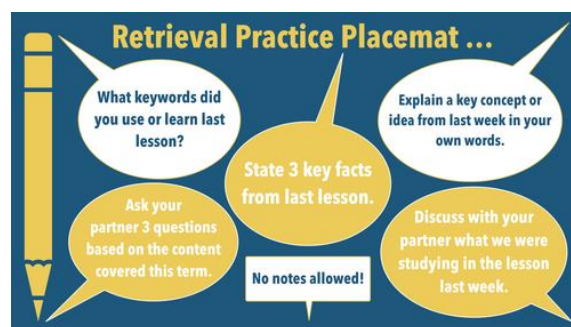 Retrieval Practice Placemat ...
What keywords did
you use or learn last
lesson?
Explain a key concept or
idea from last week in your
own words.
State 3 key facts
from last lesson.
Ask your
partner 3 questions
based on the content
covered this term.
Discuss with your
partner what we were
studying in the lesson
last week.
No notes allowed!